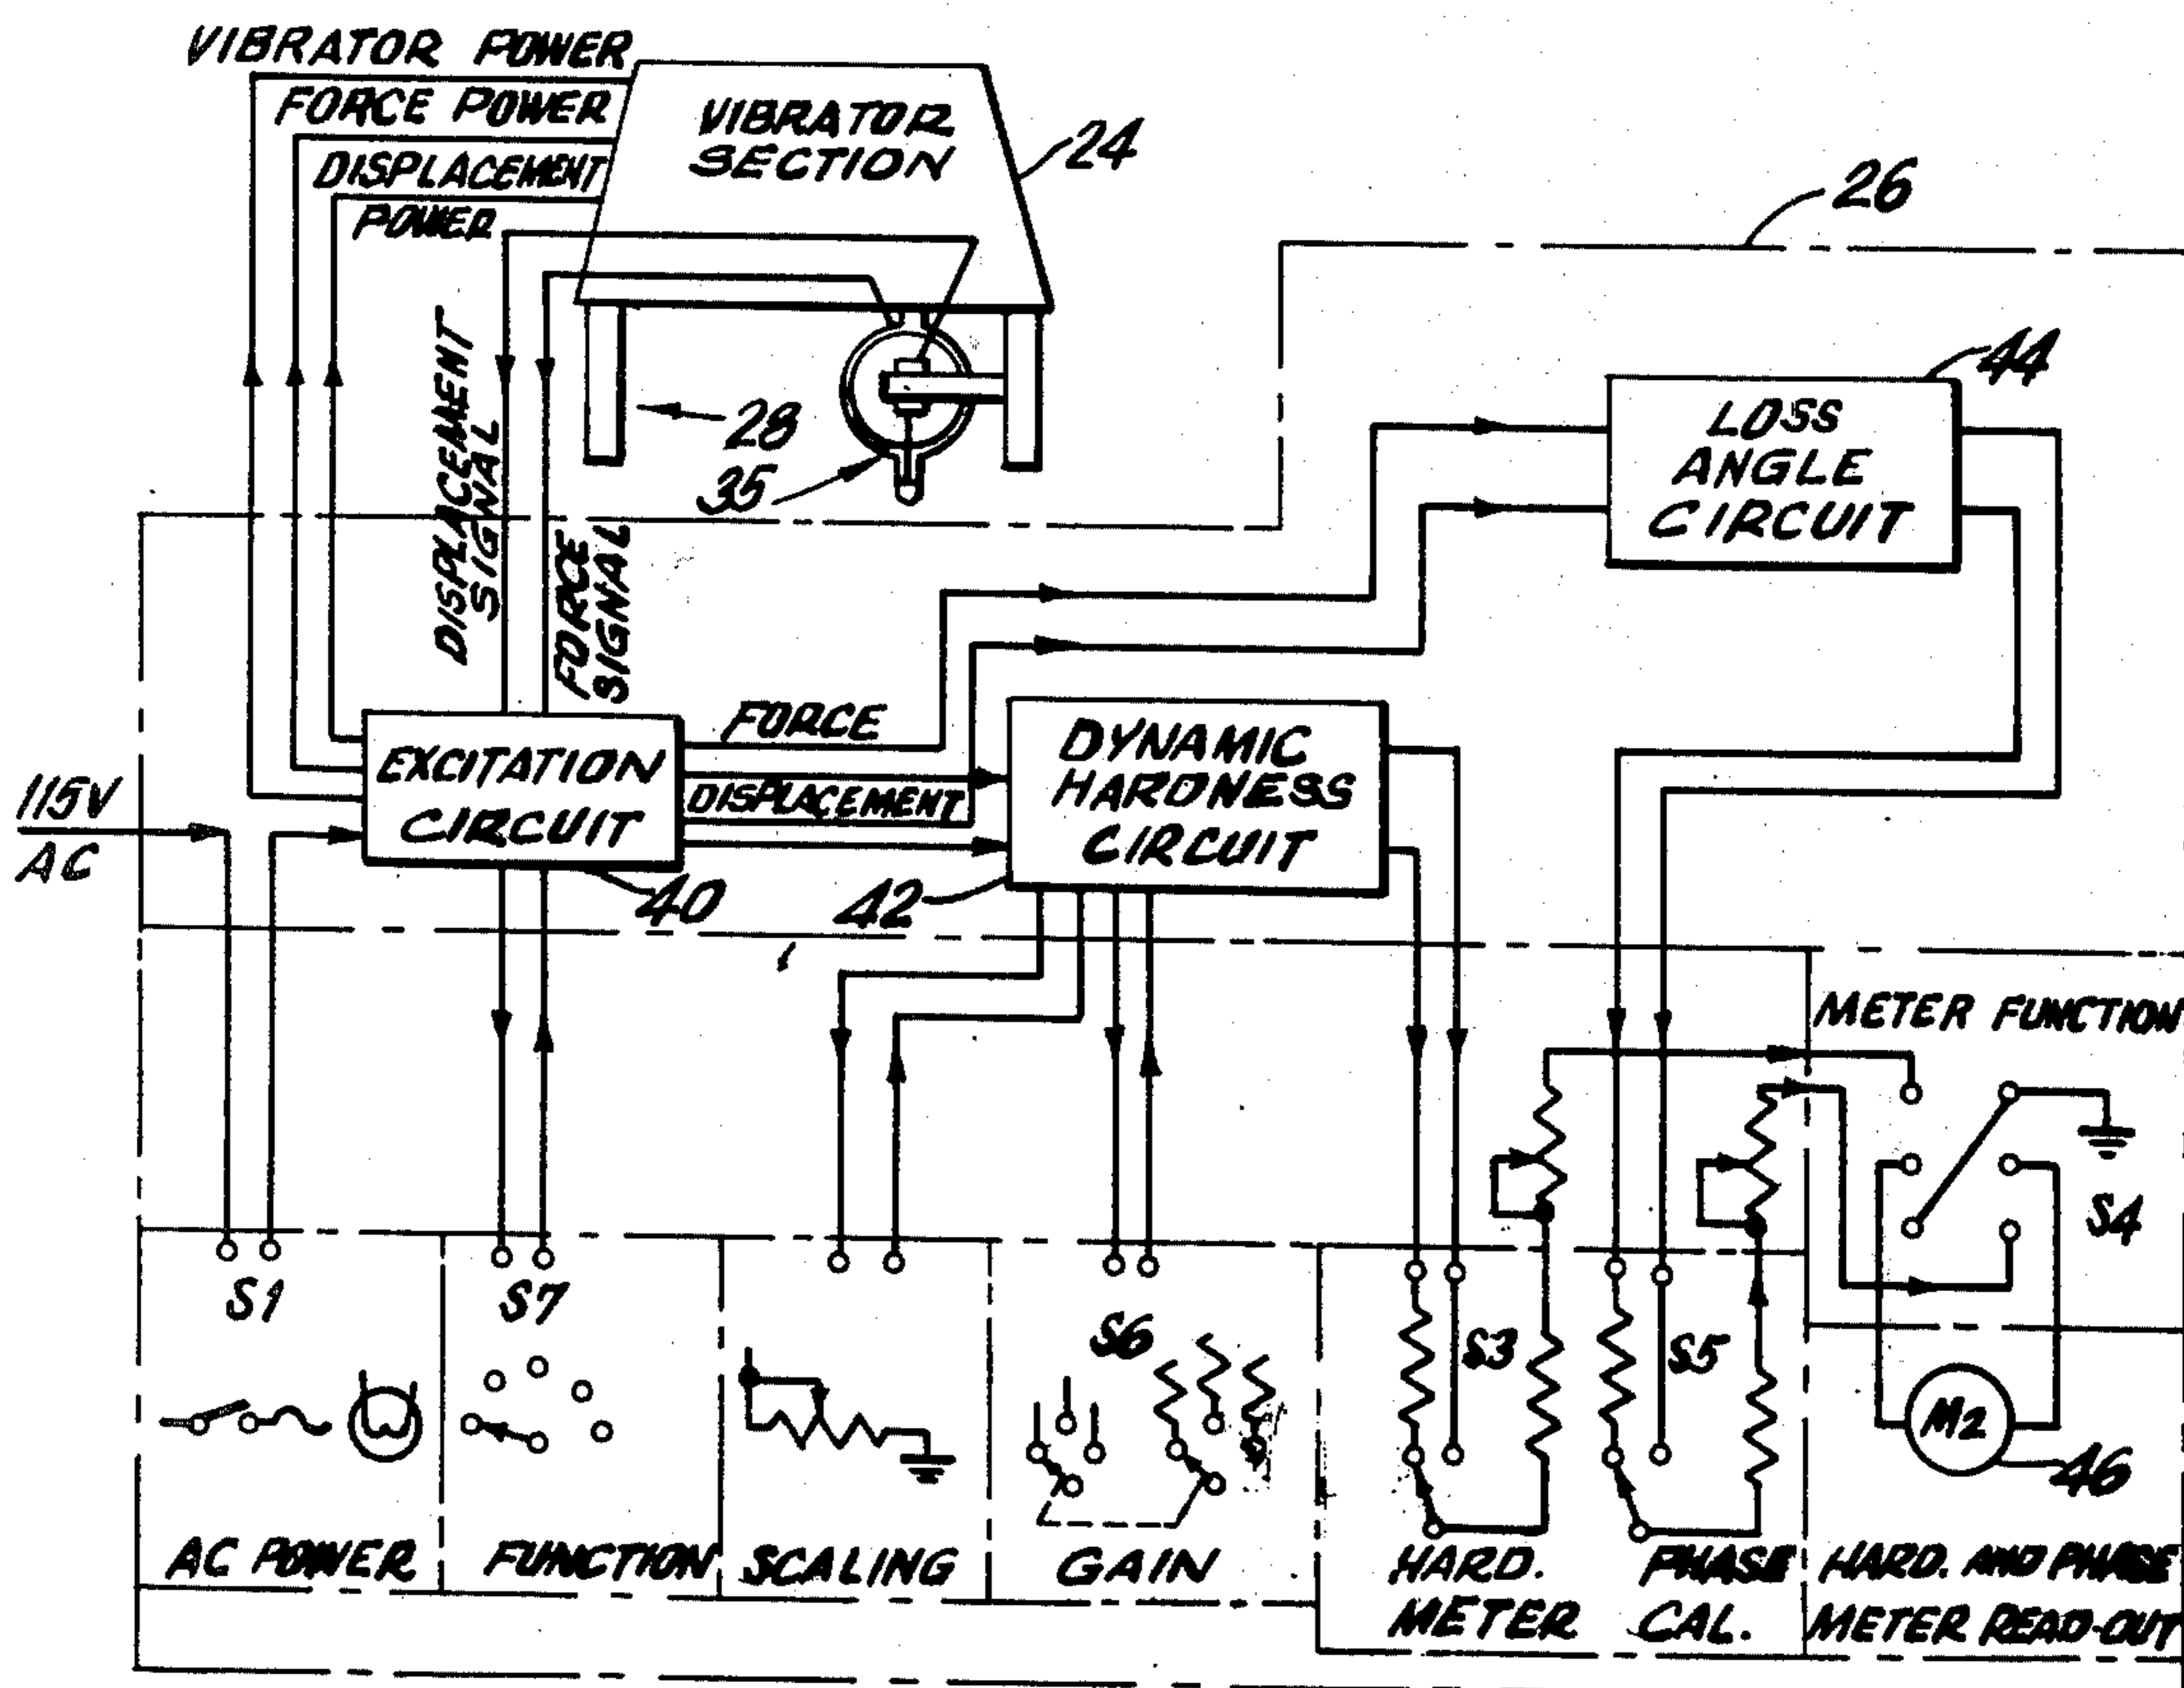 VIBRATOR POWER
FORCE POWER
DISPLACEMENT
POWER
VIBRATOR
SECTION
24
26
DISPLACEMENT
SIGNAL
FORCE
SIGNAL
28
35
44
LOSS
ANGLE
CIRCUIT
115V
AC
EXCITATION
CIRCUIT
40
FORCE
DISPLACEMENT
DYNAMIC
HARDNESS
CIRCUIT
42
METER FUNCTION
S4
S1
S7
S6
S3
S5
M2
46
AC POWER
FUNCTION
SCALING
GAIN
HARD.
METER
PHASE
CAL.
HARD. AND PHASE
METER READ-OUT